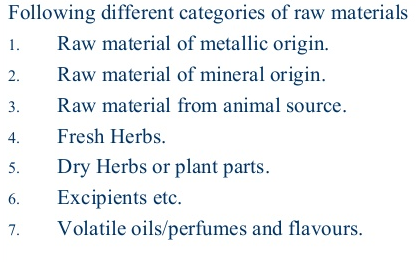 Following different categories of raw materials
1. Raw material of metallic origin.
2. Raw material of mineral origin.
3. Raw material from animal source.
4. Fresh Herbs.
5. Dry Herbs or plant parts.
6. Excipients etc.
7. Volatile oils/perfumes and flavours.